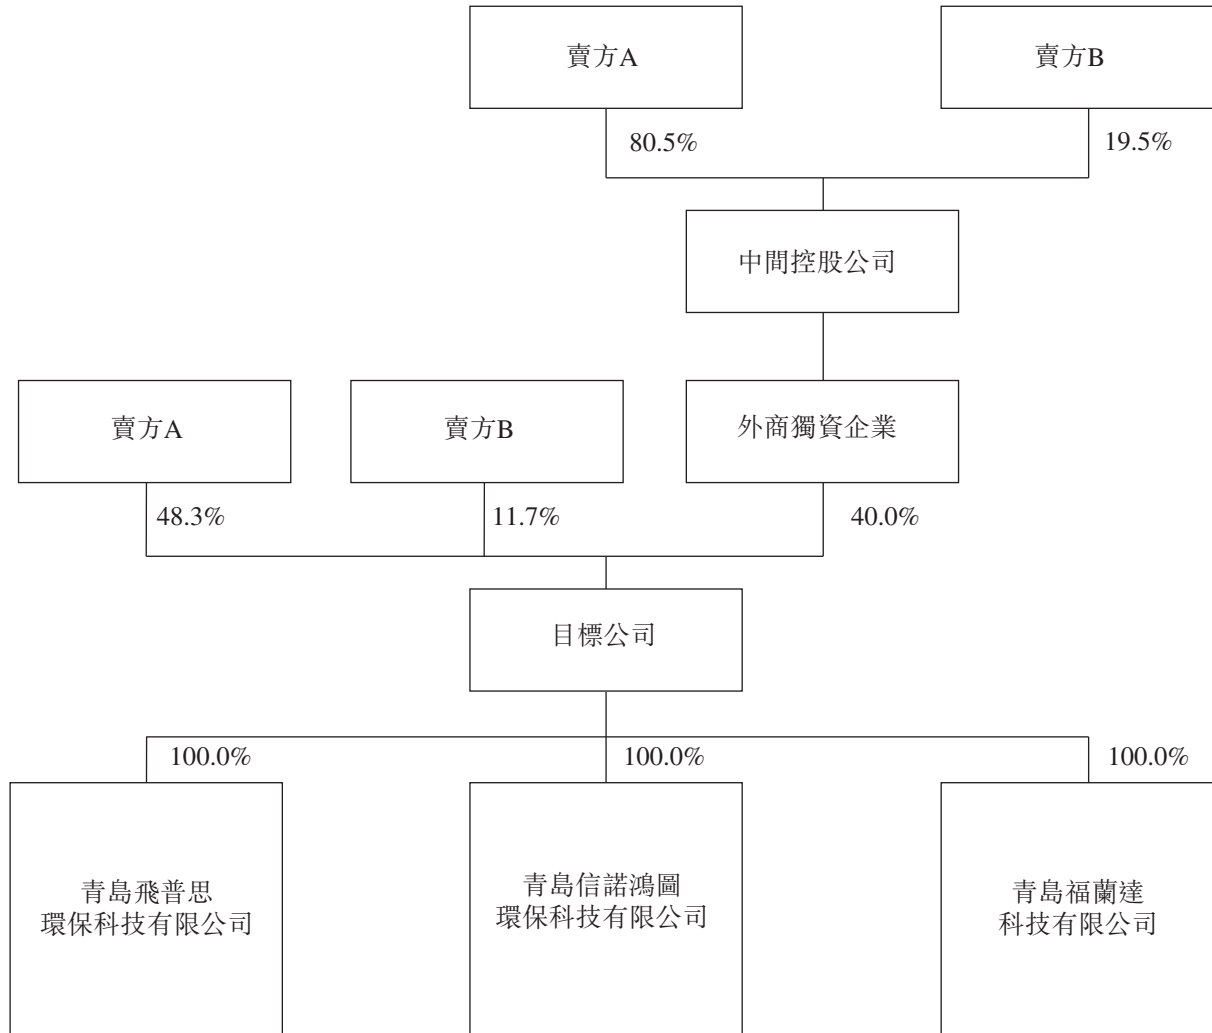 賣方A
賣方B
80.5%
19.5%
中間控股公司
賣方A
賣方B
外商獨資企業
48.3%
11.7%
40.0%
目標公司
100.0%
100.0%
100.0%
青島飛普思
環保科技有限公司
青島信諾鴻圖
環保科技有限公司
青島福蘭達
科技有限公司